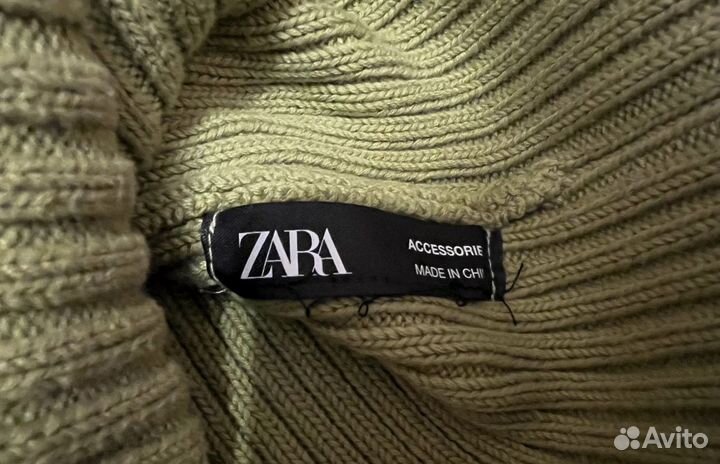 ZARA
ACCESSORIE
MADE IN CHI
Avito